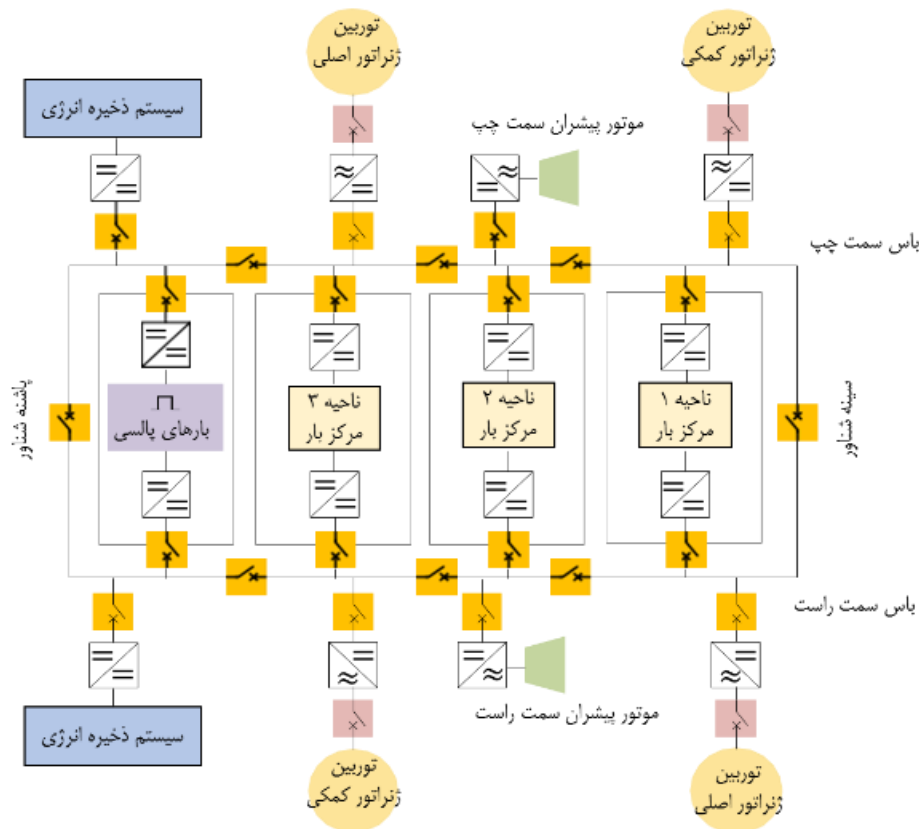 توربین
ژنراتور اصلی
توربین
ژنراتور کمکی
سیستم ذخیره انرژی
موتور پیشران سمت چپ
باس سمت چپ
پاشنه شناور
بارهای پالسی
ناحیه ۳
مرکز بار
ناحیه ۲
مرکز بار
ناحیه ۱
مرکز بار
سینه شناور
باس سمت راست
موتور پیشران سمت راست
سیستم ذخیره انرژی
توربین
ژنراتور کمکی
توربین
ژنراتور اصلی